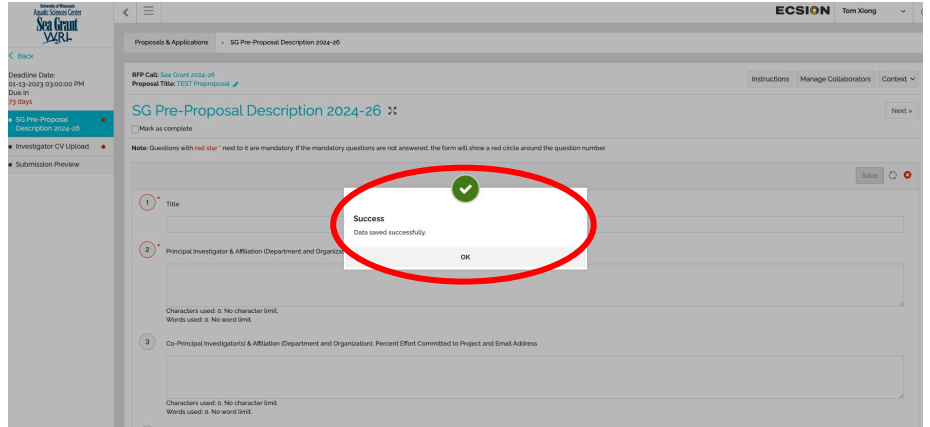 University of Wisconsin
Aquatic Sciences Center
Sea Grant
WRI
Back
Deadline Date:
01-13-2023 03:00:00 PM
Due in
73 days
SG Pre-Proposal
Description 2024-26
Investigator CV Upload
Submission Preview
ECSION
Tom Xiong
Proposals & Applications > SG Pre-Proposal Description 2024-26
RFP Call: Sea Grant 2024-26
Proposal Title: TEST Preproposal
Instructions Manage Collaborators Context
SG Pre-Proposal Description 2024-26
Next »
Mark as complete
Note: Questions with red star * next to it are mandatory. If the mandatory questions are not answered, the form will show a red circle around the question number.
Save
1 * Title
Success
Data saved successfully.
OK
2 * Principal Investigator & Affiliation (Department and
Characters used: 0. No character limit.
Words used: 0. No word limit.
3 Co-Principal Investigator(s) & Affiliation (Department and Organization), Percent Effort Committed to Project and Email Address
Characters used: 0. No character limit.
Words used: 0. No word limit.